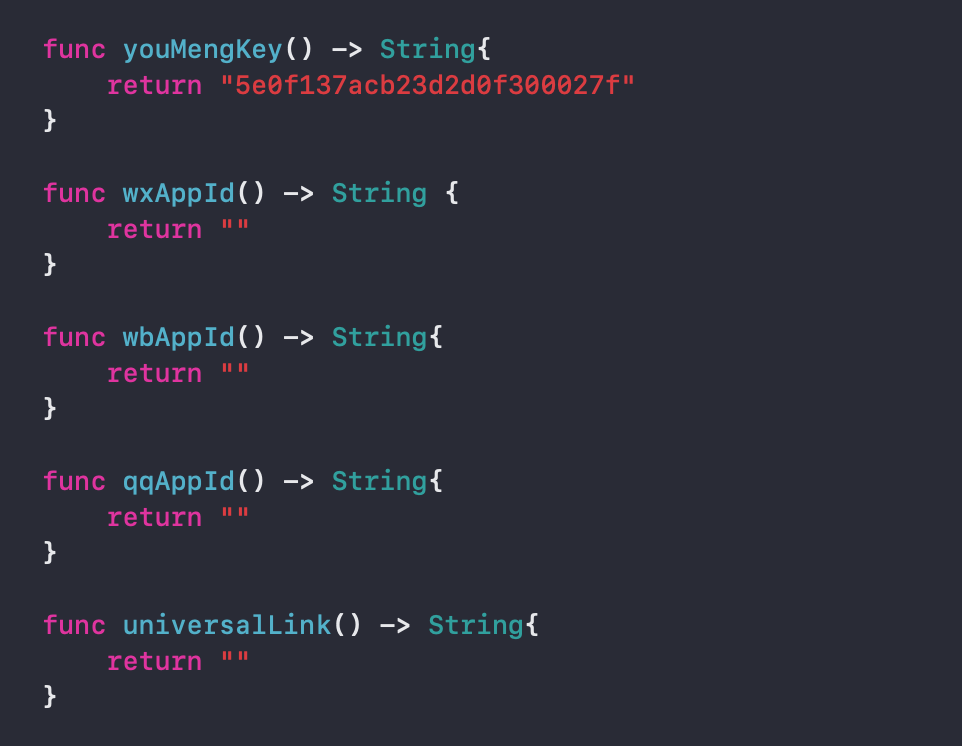 func youMengKey() -> String{
    return "5e0f137acb23d2d0f300027f"
}

func wxAppId() -> String {
    return ""
}

func wbAppId() -> String{
    return ""
}

func qqAppId() -> String{
    return ""
}

func universalLink() -> String{
    return ""
}